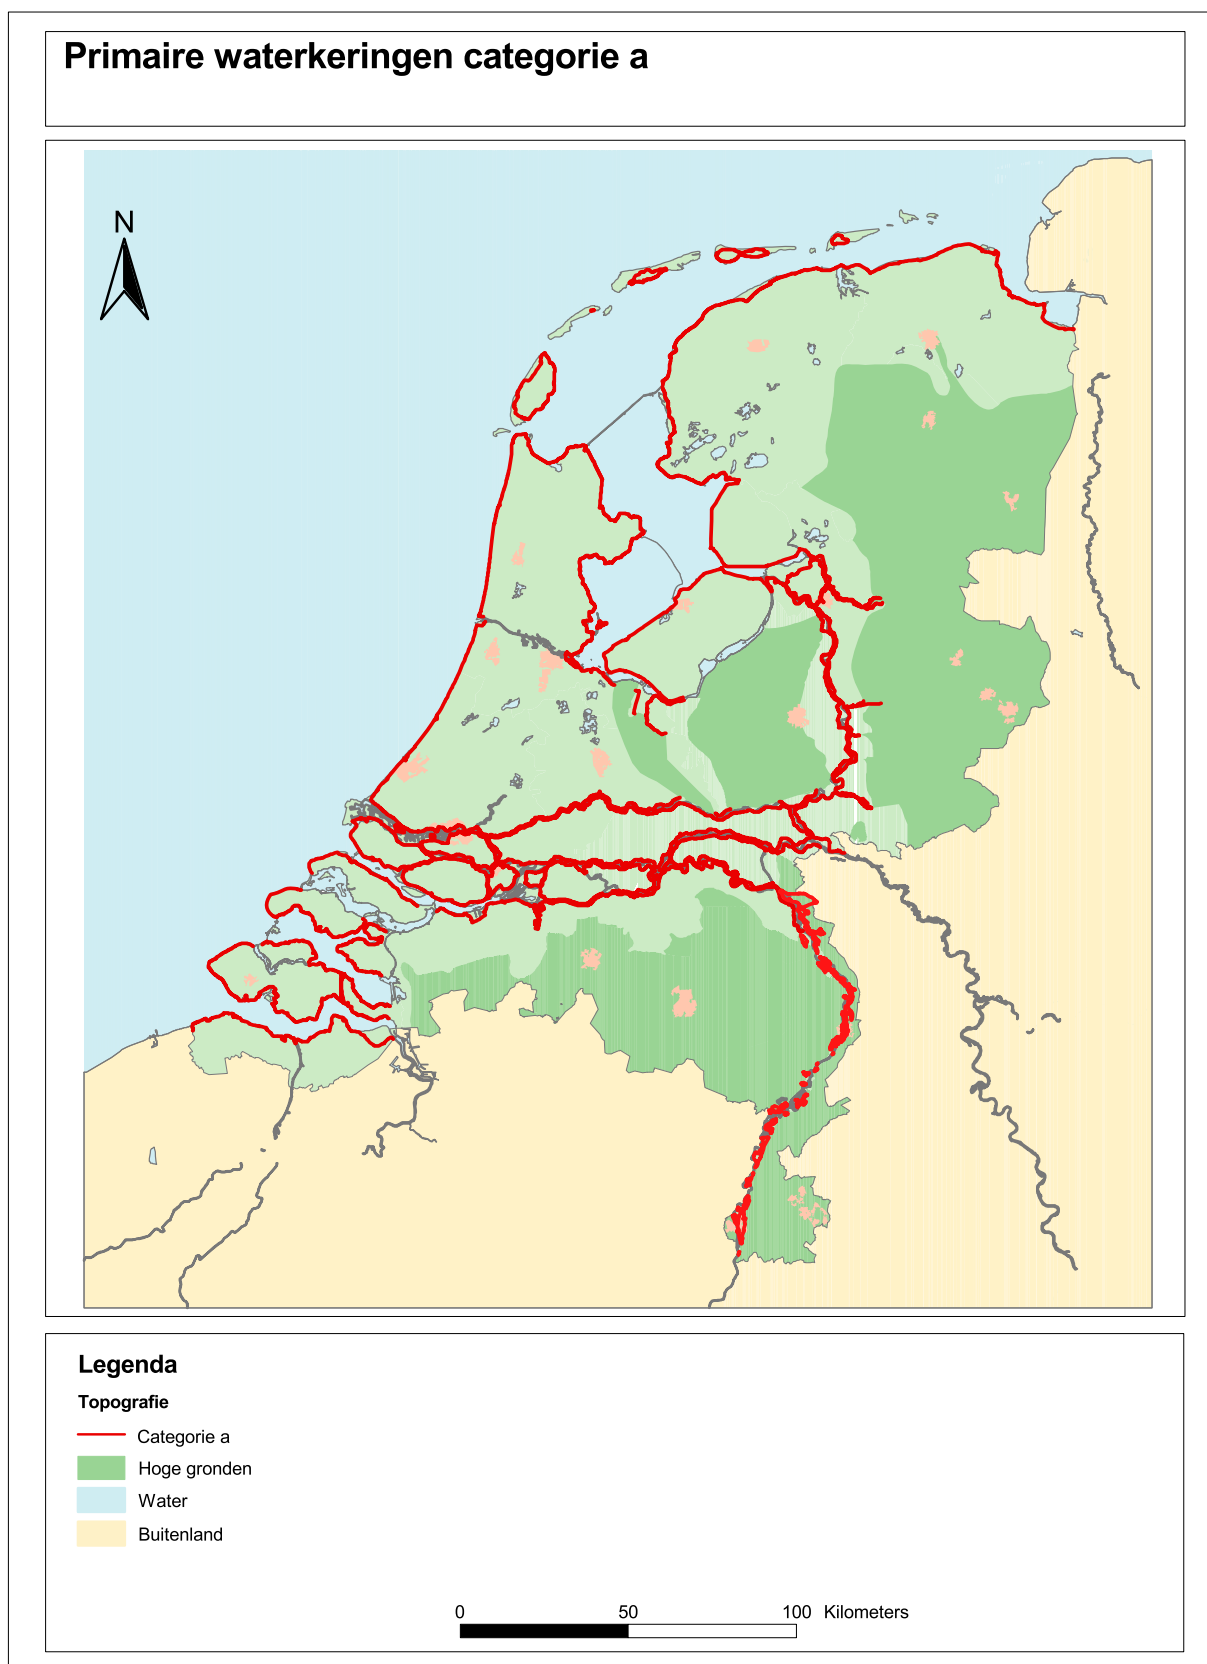 Primaire waterkeringen categorie a
N
Legenda
Topografie
Categorie a
Hoge gronden
Water
Buitenland
0 50 100 Kilometers